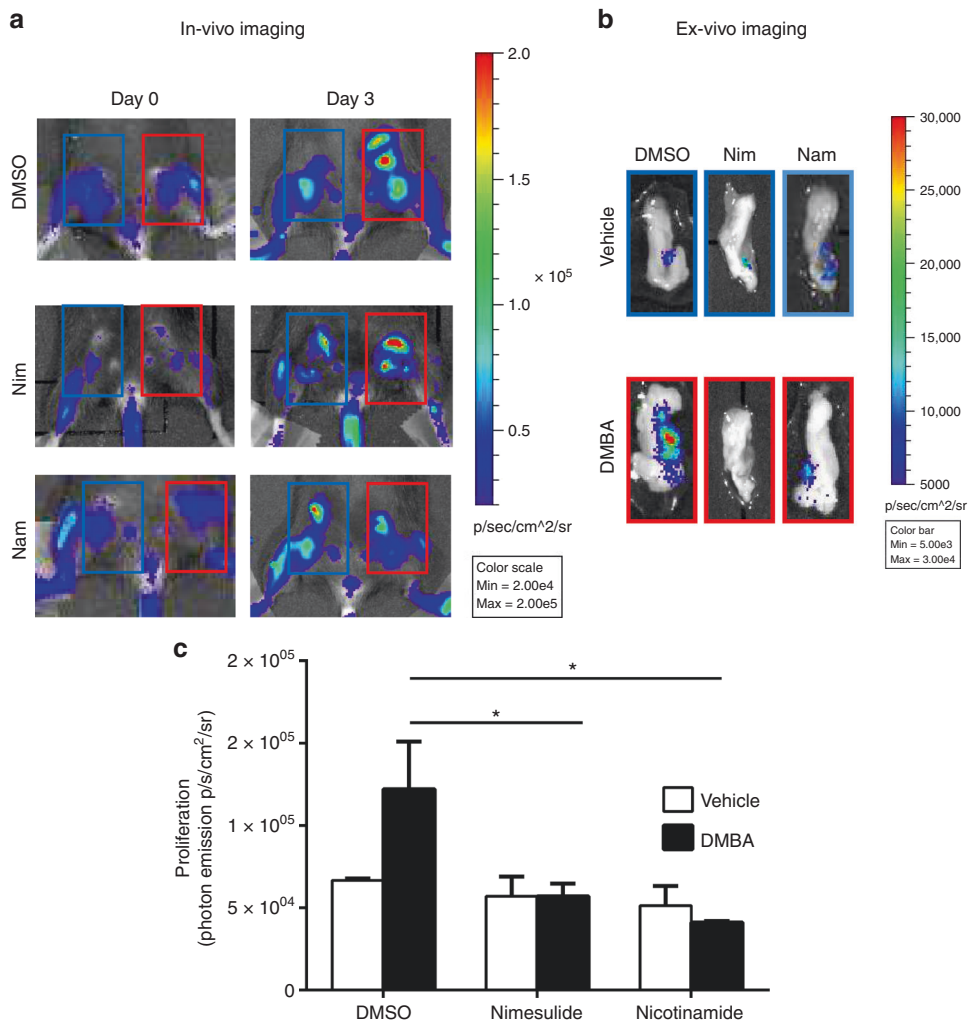 a
In-vivo imaging
Day 0
Day 3
DMSO
Nim
Nam
2.0
1.5
× 10⁵
1.0
0.5
p/sec/cm^2/sr
Color scale
Min = 2.00e4
Max = 2.00e5
b
Ex-vivo imaging
DMSO
Nim
Nam
Vehicle
DMBA
30,000
25,000
20,000
15,000
10,000
5000
p/sec/cm^2/sr
Color bar
Min = 5.00e3
Max = 3.00e4
c
Proliferation
(photon emission p/s/cm²/sr)
2 × 10⁰⁵
2 × 10⁰⁵
1 × 10⁰⁵
5 × 10⁰⁴
0
*
*
Vehicle
DMBA
DMSO
Nimesulide
Nicotinamide